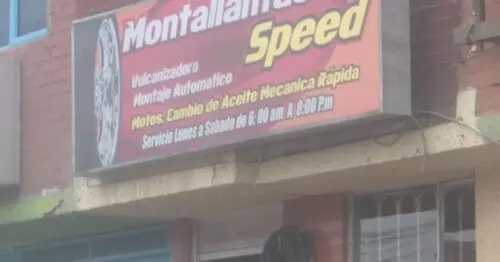 Speed
Vulcanizadora
Montaje Automatico
Motos, Cambio de Aceite Mecanica Rapida
Servicio Lunes a Sabado de 6:00 am A 8:00 P.m